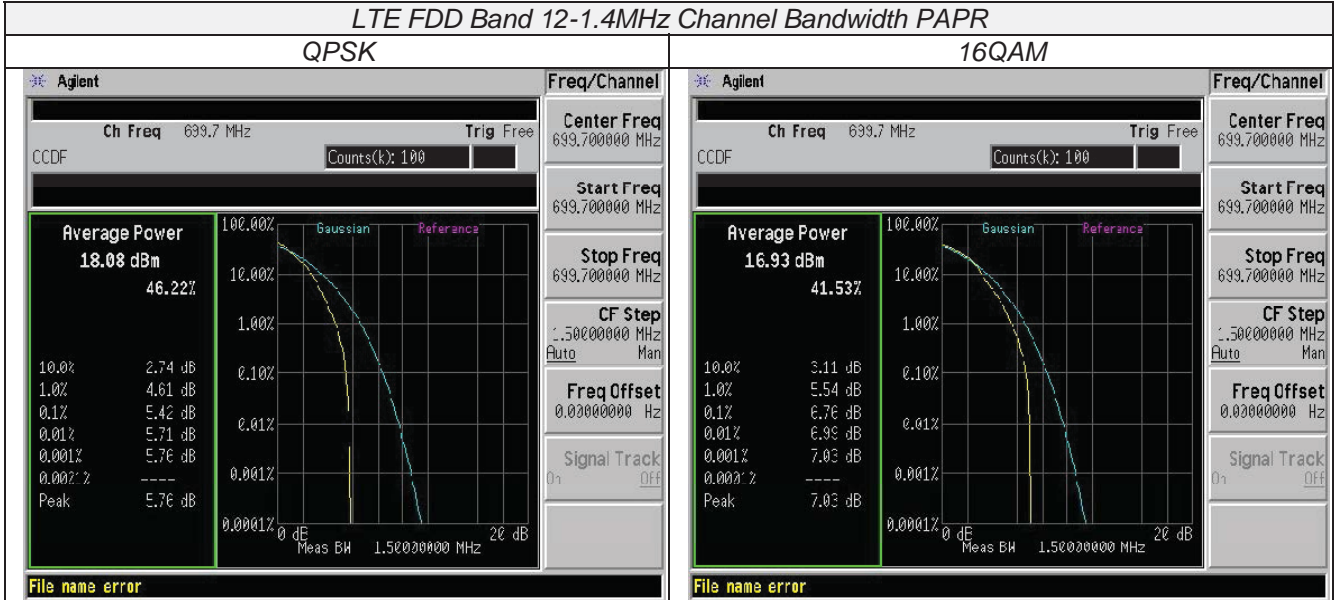 LTE FDD Band 12-1.4MHz Channel Bandwidth PAPR
QPSK
Agilent
Freq/Channel
Ch Freq 699.7 MHz
Trig Free
CCDF
Counts(k): 100
Average Power
18.08 dBm
46.22%
10.0% 2.74 dB
1.0% 4.61 dB
0.1% 5.42 dB
0.01% 5.71 dB
0.001% 5.76 dB
----
Peak 5.76 dB
100.00%
10.00%
1.00%
0.10%
0.01%
0.001%
0.0001%
Gaussian
Referance
0 dB
20 dB
Meas BW 1.50000000 MHz
Center Freq
699.700000 MHz
Start Freq
699.700000 MHz
Stop Freq
699.700000 MHz
CF Step
1.50000000 MHz
Auto Man
Freq Offset
0.00000000 Hz
Signal Track
On Off
File name error
16QAM
Agilent
Freq/Channel
Ch Freq 699.7 MHz
Trig Free
CCDF
Counts(k): 100
Average Power
16.93 dBm
41.53%
10.0% 3.11 dB
1.0% 5.54 dB
0.1% 6.76 dB
0.01% 6.99 dB
0.001% 7.03 dB
----
Peak 7.03 dB
100.00%
10.00%
1.00%
0.10%
0.01%
0.001%
0.0001%
Gaussian
Referance
0 dB
20 dB
Meas BW 1.50000000 MHz
Center Freq
699.700000 MHz
Start Freq
699.700000 MHz
Stop Freq
699.700000 MHz
CF Step
1.50000000 MHz
Auto Man
Freq Offset
0.00000000 Hz
Signal Track
On Off
File name error